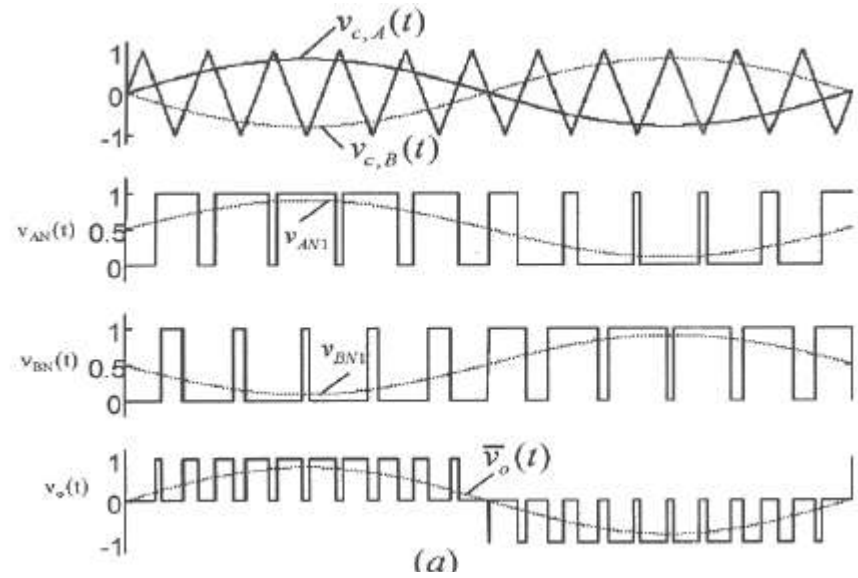 v_{c,A}(t)
1
0
-1
v_{c,B}(t)
1
v_{AN}(t) 0.5
0
v_{AN1}
1
v_{BN}(t) 0.5
0
v_{BN1}
1
v_o(t) 0
-1
v̅_o(t)
(a)